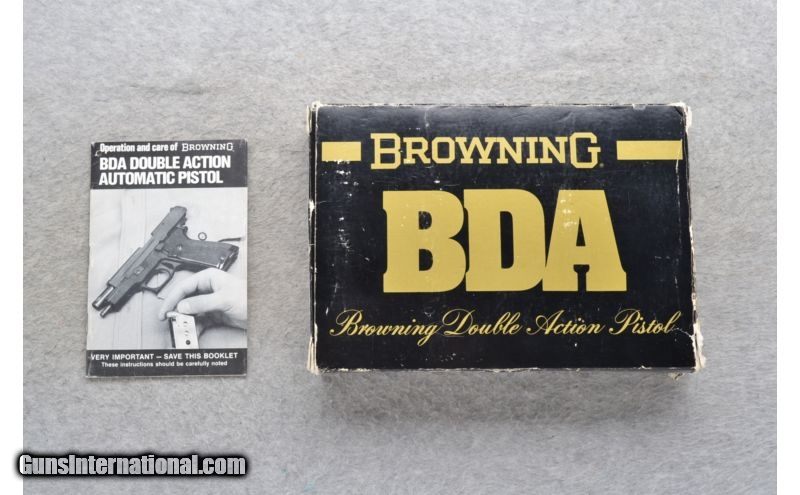 Operation and care of BROWNING
BDA DOUBLE ACTION
AUTOMATIC PISTOL
VERY IMPORTANT — SAVE THIS BOOKLET
These instructions should be carefully noted
BROWNING
BDA
Browning Double Action Pistol
GunsInternational.com